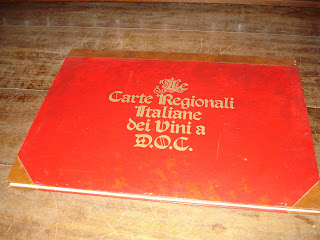 Carte Regionali
Italiane
dei Vini a
D.O.C.